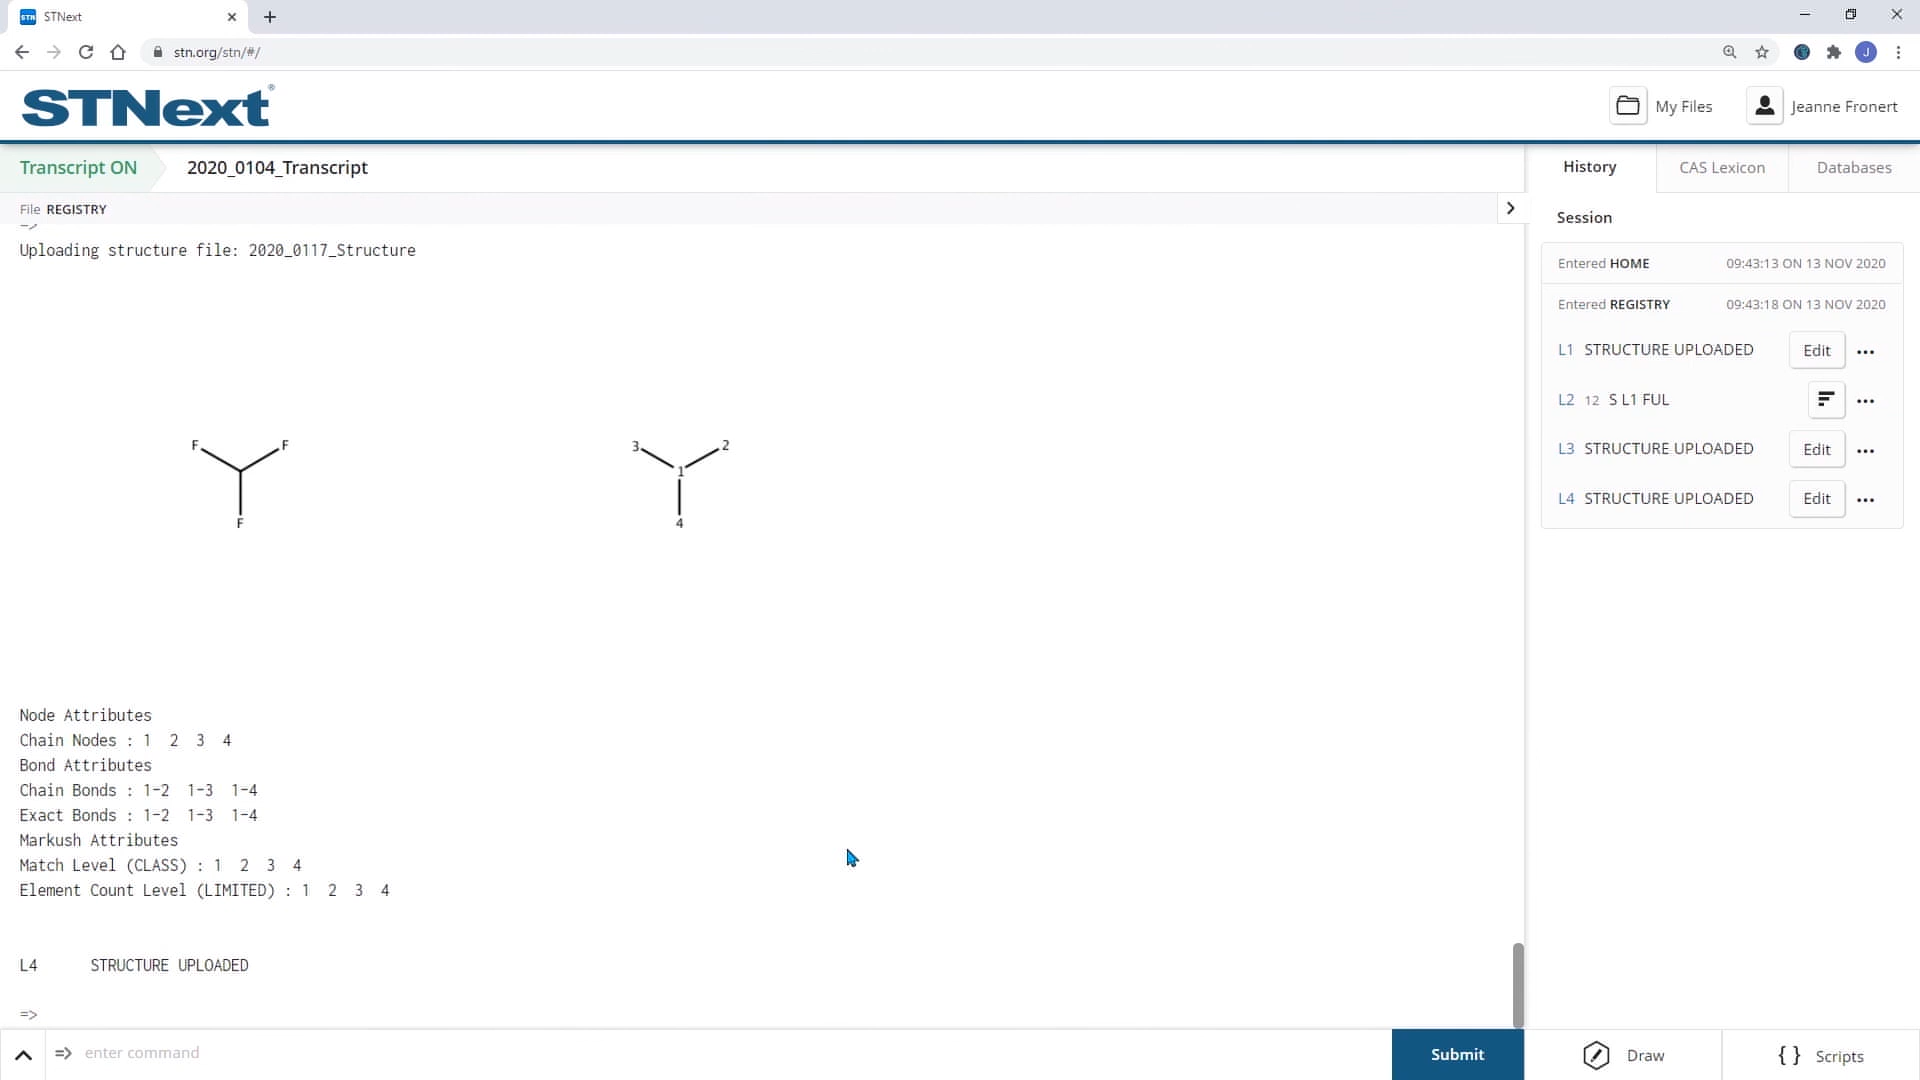 STNext
stn.org/stn/#/
J
STNext®
My Files
Jeanne Fronert
Transcript ON
2020_0104_Transcript
History
CAS Lexicon
Databases
File REGISTRY
=>
Uploading structure file: 2020_0117_Structure
F
F
F
3
2
1
4
Node Attributes
Chain Nodes : 1 2 3 4
Bond Attributes
Chain Bonds : 1-2 1-3 1-4
Exact Bonds : 1-2 1-3 1-4
Markush Attributes
Match Level (CLASS) : 1 2 3 4
Element Count Level (LIMITED) : 1 2 3 4
L4 STRUCTURE UPLOADED
=>
Session
Entered HOME 09:43:13 ON 13 NOV 2020
Entered REGISTRY 09:43:18 ON 13 NOV 2020
L1 STRUCTURE UPLOADED Edit
L2 12 S L1 FUL
L3 STRUCTURE UPLOADED Edit
L4 STRUCTURE UPLOADED Edit
=> enter command
Submit
Draw
{ } Scripts